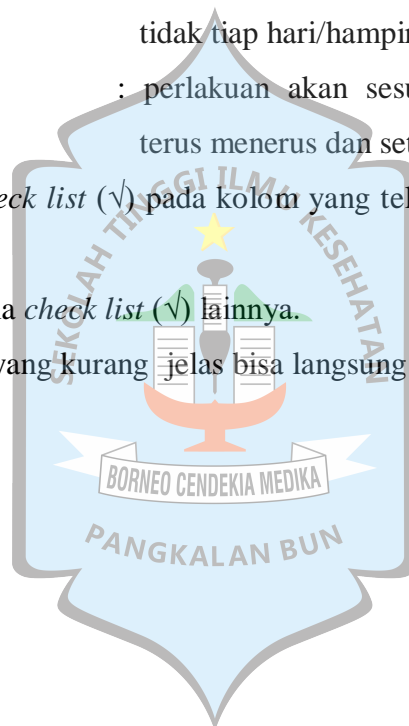 tidak tiap hari/hampir
: perlakuan akan sesu
terus menerus dan set
eck list (√) pada kolom yang tel
a check list (√) lainnya.
yang kurang jelas bisa langsung
SEKOLAH TINGGI ILMU KESEHATAN
BORNEO CENDEKIA MEDIKA
PANGKALAN BUN